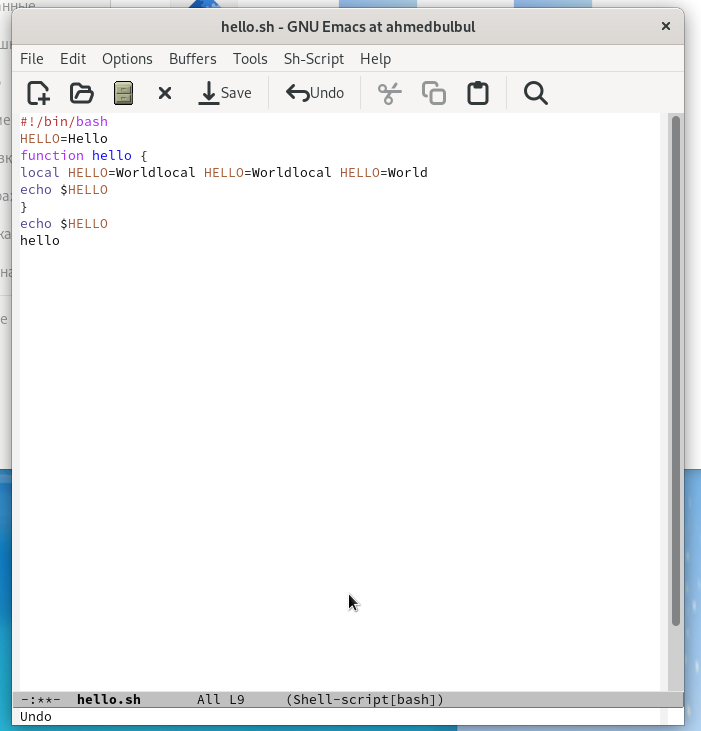 hello.sh - GNU Emacs at ahmedbulbul
File Edit Options Buffers Tools Sh-Script Help
Save Undo
#!/bin/bash
HELLO=Hello
function hello {
local HELLO=Worldlocal HELLO=Worldlocal HELLO=World
echo $HELLO
}
echo $HELLO
hello
-:**- hello.sh All L9 (Shell-script[bash])
Undo